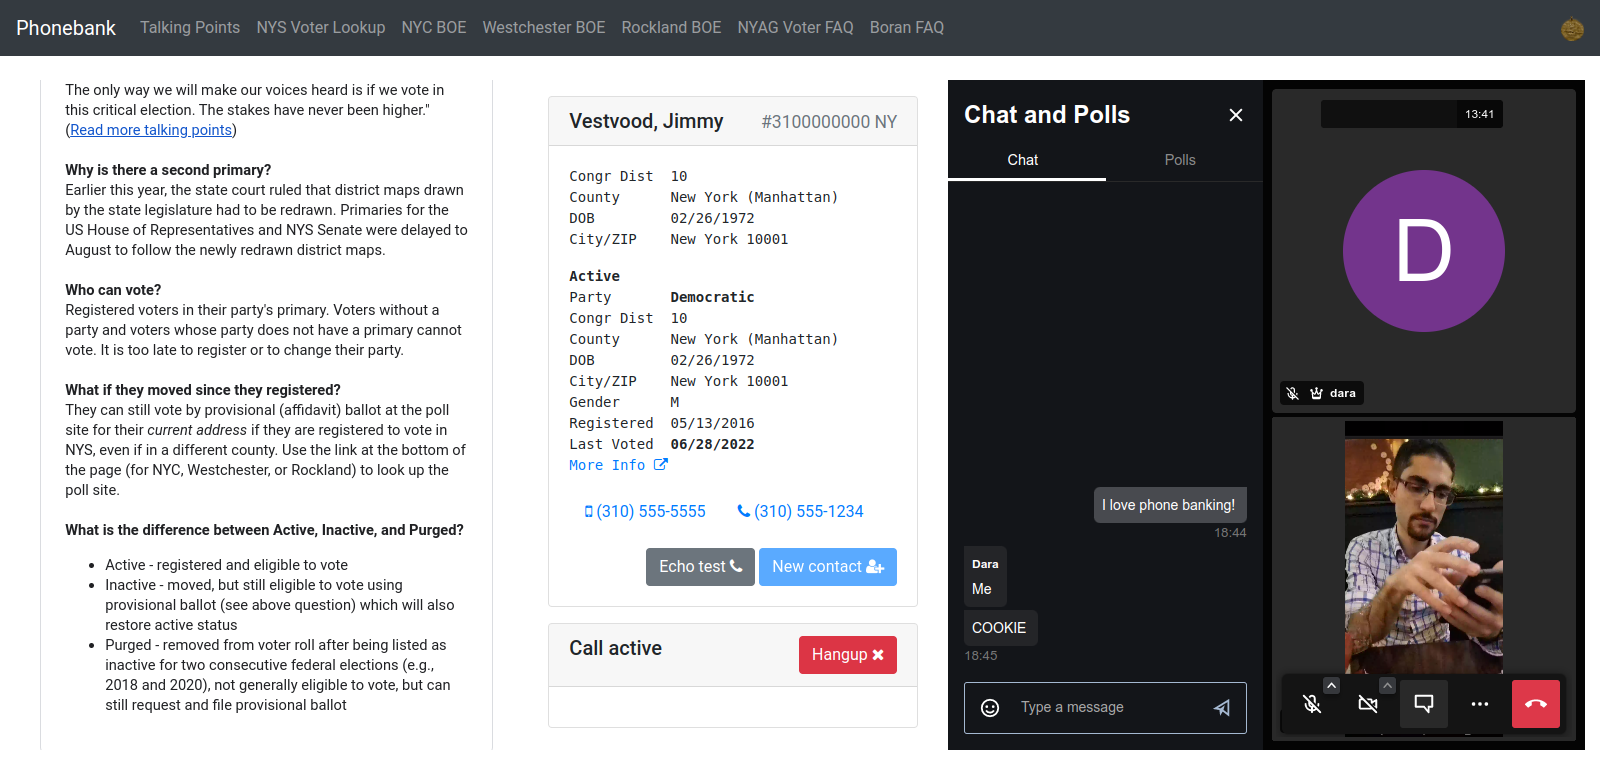 Phonebank Talking Points NYS Voter Lookup NYC BOE Westchester BOE Rockland BOE NYAG Voter FAQ Boran FAQ
The only way we will make our voices heard is if we vote in
this critical election. The stakes have never been higher."
(Read more talking points)
Why is there a second primary?
Earlier this year, the state court ruled that district maps drawn
by the state legislature had to be redrawn. Primaries for the
US House of Representatives and NYS Senate were delayed to
August to follow the newly redrawn district maps.
Who can vote?
Registered voters in their party's primary. Voters without a
party and voters whose party does not have a primary cannot
vote. It is too late to register or to change their party.
What if they moved since they registered?
They can still vote by provisional (affidavit) ballot at the poll
site for their current address if they are registered to vote in
NYS, even if in a different county. Use the link at the bottom of
the page (for NYC, Westchester, or Rockland) to look up the
poll site.
What is the difference between Active, Inactive, and Purged?
• Active - registered and eligible to vote
• Inactive - moved, but still eligible to vote using
provisional ballot (see above question) which will also
restore active status
• Purged - removed from voter roll after being listed as
inactive for two consecutive federal elections (e.g.,
2018 and 2020), not generally eligible to vote, but can
still request and file provisional ballot
Vestvood, Jimmy #3100000000 NY
Congr Dist 10
County New York (Manhattan)
DOB 02/26/1972
City/ZIP New York 10001
Active
Party Democratic
Congr Dist 10
County New York (Manhattan)
DOB 02/26/1972
City/ZIP New York 10001
Gender M
Registered 05/13/2016
Last Voted 06/28/2022
More Info
(310) 555-5555 (310) 555-1234
Echo test New contact
Call active Hangup
Chat and Polls
Chat Polls
I love phone banking!
18:44
Dara
Me
COOKIE
18:45
Type a message
13:41
D
dara